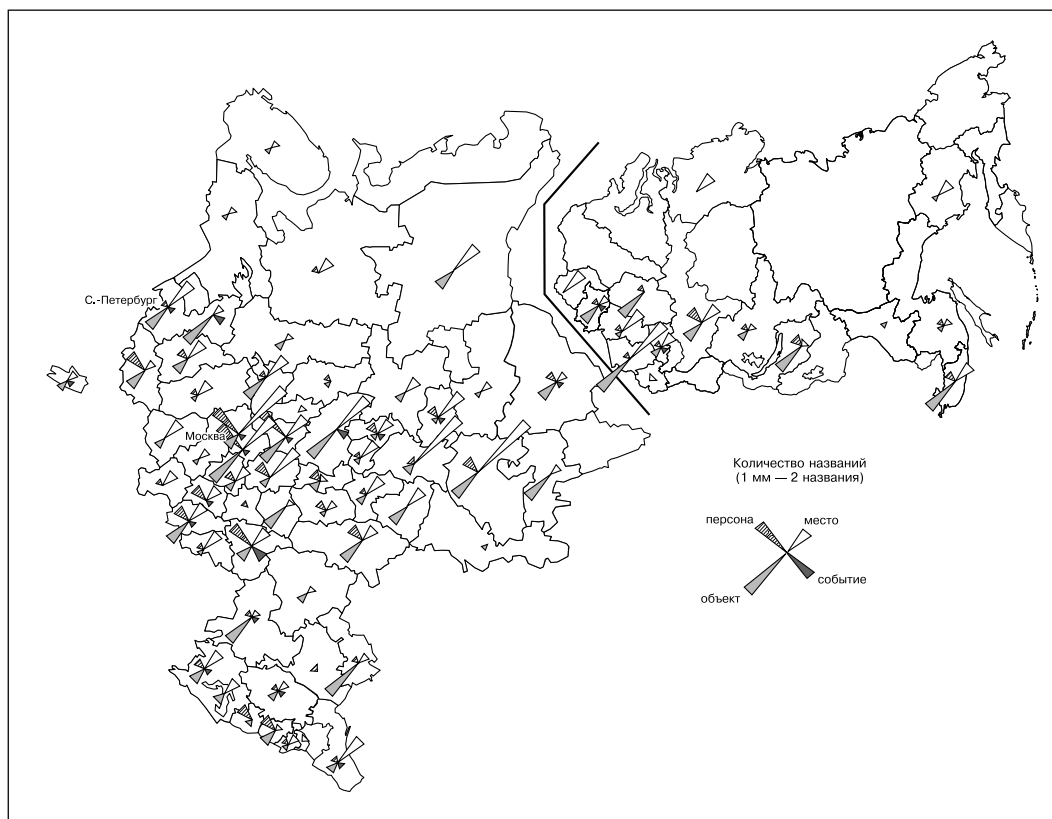 С.-Петербург
Москва
Количество названий
(1 мм — 2 названия)
персона
место
событие
объект